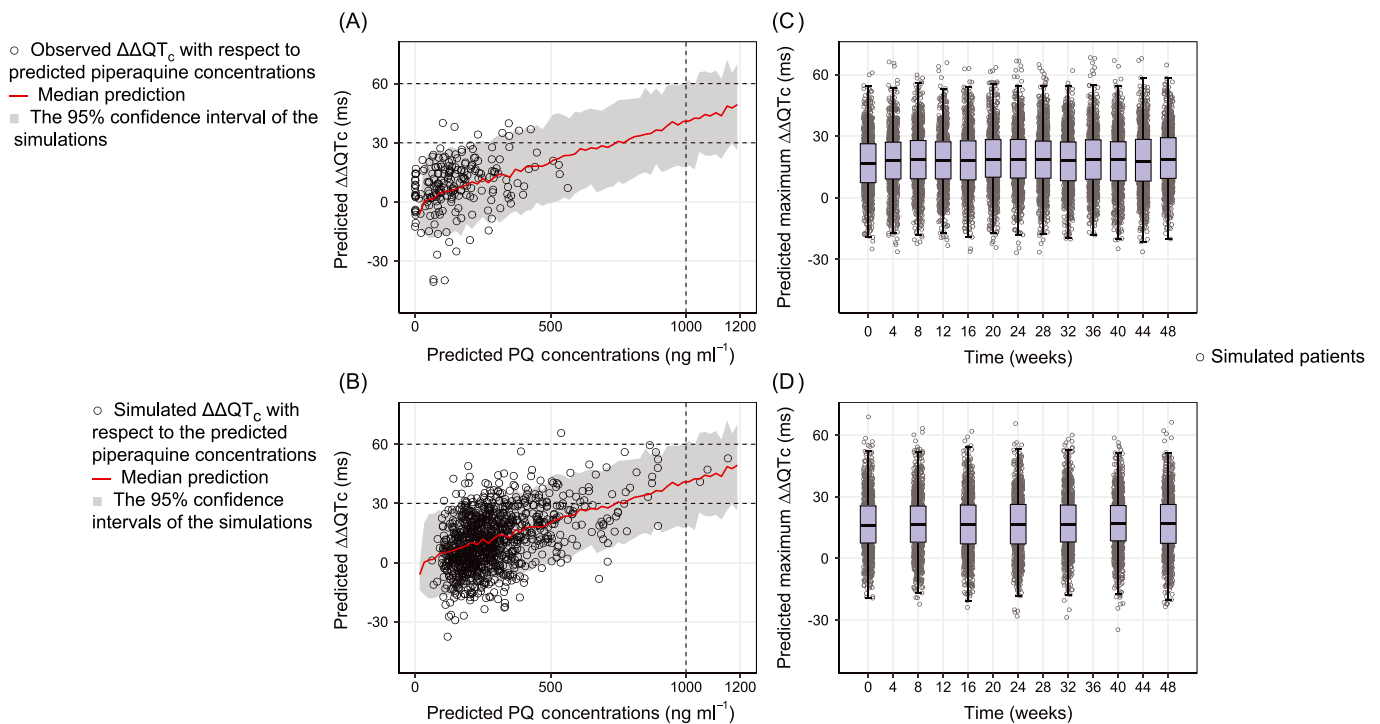 (A)
○ Observed ΔΔQTc with respect to
predicted piperaquine concentrations
Median prediction
The 95% confidence interval of the
simulations
Predicted ΔΔQTc (ms)
60
30
0
-30
0 500 1000 1200
Predicted PQ concentrations (ng ml⁻¹)
(C)
Predicted maximum ΔΔQTc (ms)
60
30
0
-30
0 4 8 12 16 20 24 28 32 36 40 44 48
Time (weeks)
○ Simulated patients
(B)
○ Simulated ΔΔQTc with
respect to the predicted
piperaquine concentrations
Median prediction
The 95% confidence
intervals of the simulations
Predicted ΔΔQTc (ms)
60
30
0
-30
0 500 1000 1200
Predicted PQ concentrations (ng ml⁻¹)
(D)
Predicted maximum ΔΔQTc (ms)
60
30
0
-30
0 4 8 12 16 20 24 28 32 36 40 44 48
Time (weeks)